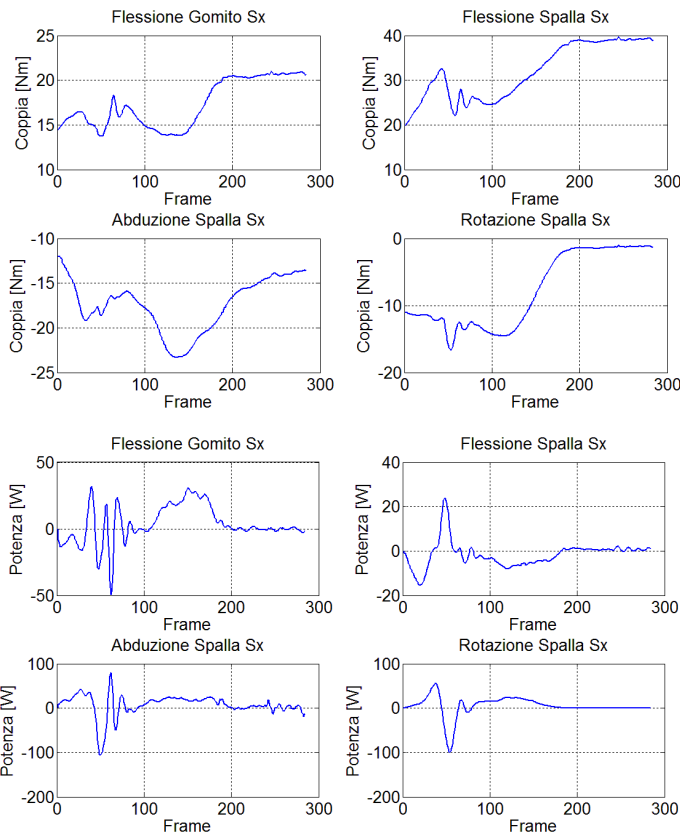 Flessione Gomito Sx
Coppia [Nm]
25
20
15
10
0 100 200 300
Frame
Flessione Spalla Sx
Coppia [Nm]
40
30
20
10
0 100 200 300
Frame
Abduzione Spalla Sx
Coppia [Nm]
-10
-15
-20
-25
0 100 200 300
Frame
Rotazione Spalla Sx
Coppia [Nm]
0
-10
-20
0 100 200 300
Frame
Flessione Gomito Sx
Potenza [W]
50
0
-50
0 100 200 300
Frame
Flessione Spalla Sx
Potenza [W]
40
20
0
-20
0 100 200 300
Frame
Abduzione Spalla Sx
Potenza [W]
100
0
-100
-200
0 100 200 300
Frame
Rotazione Spalla Sx
Potenza [W]
100
0
-100
-200
0 100 200 300
Frame